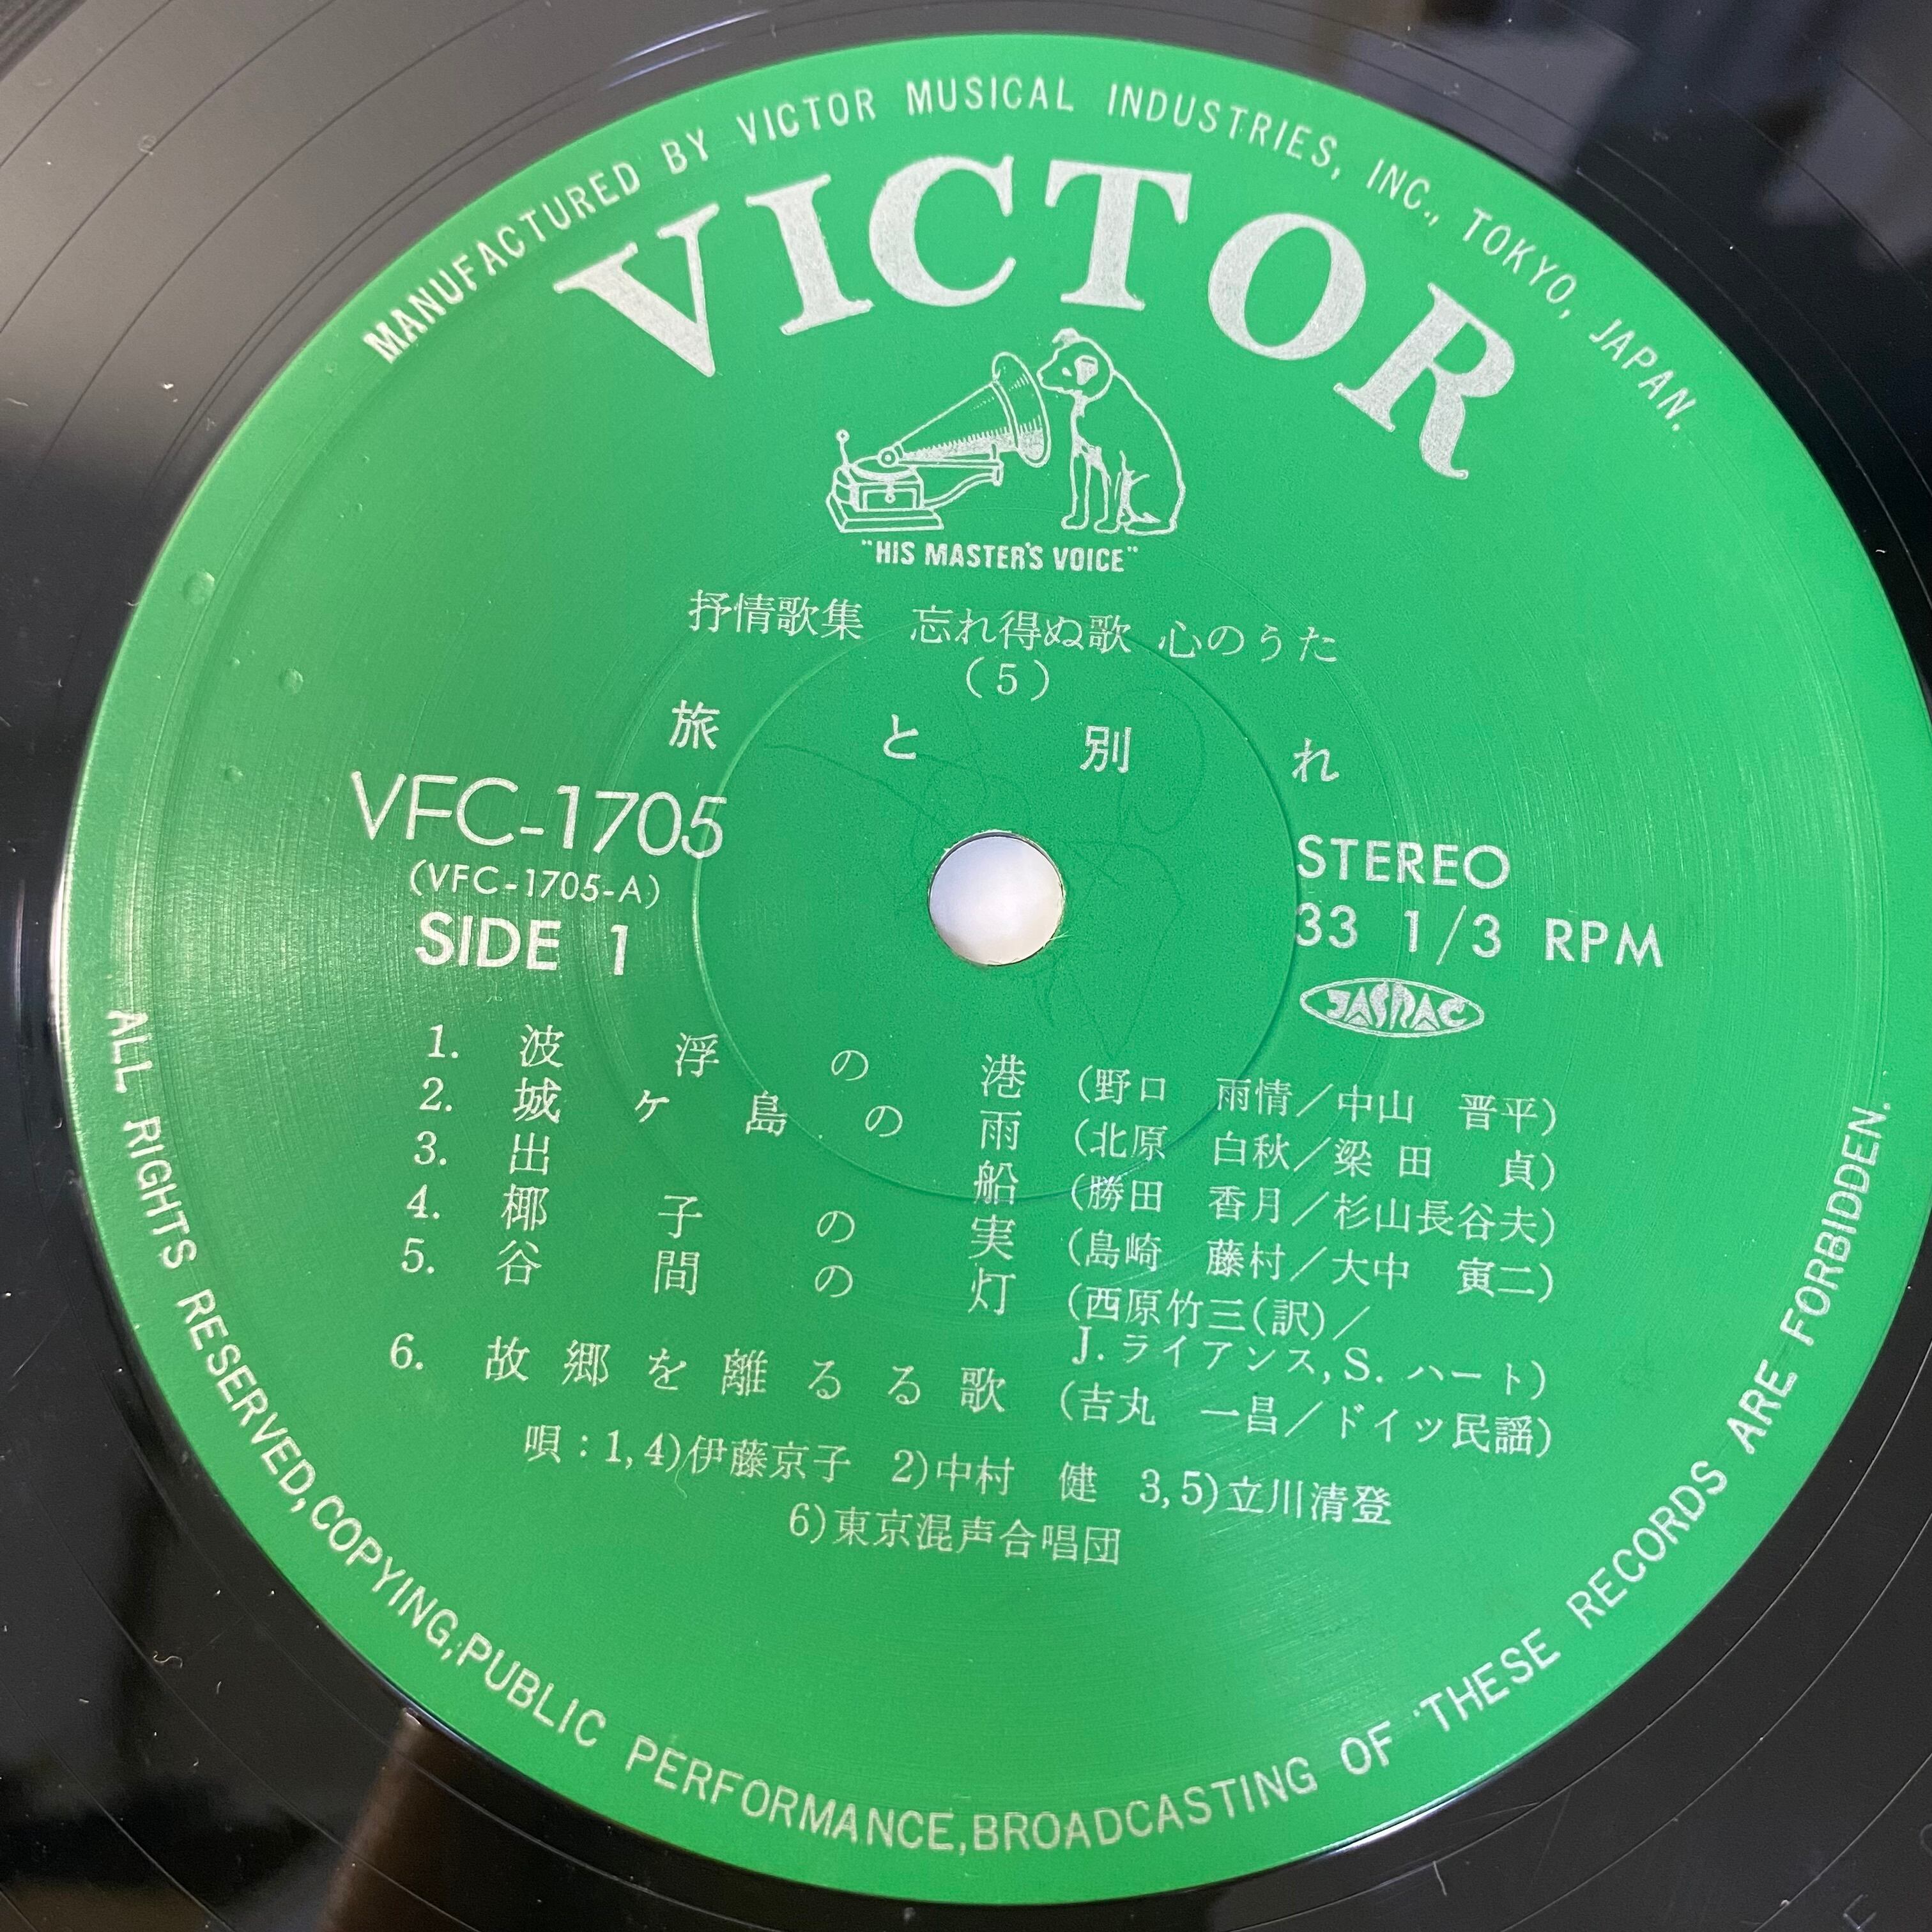 MANUFACTURED BY VICTOR MUSICAL INDUSTRIES, INC., TOKYO, JAPAN.
VICTOR
"HIS MASTER'S VOICE"
抒情歌集 忘れ得ぬ歌 心のうた
(5)
旅と別れ
VFC-1705
(VFC-1705-A)
SIDE 1
STEREO
33 1/3 RPM
JASRAC
1. 波浮の港 (野口 雨情/中山 晋平)
2. 城ヶ島の雨 (北原 白秋/梁田 貞)
3. 出船 (勝田 香月/杉山長谷夫)
4. 椰子の実 (島崎 藤村/大中 寅二)
5. 谷間の灯 (西原竹三(訳)/
J. ライアンス, S. ハート)
6. 故郷を離るる歌 (吉丸 一昌/ドイツ民謡)
唄:1,4)伊藤京子 2)中村 健 3,5)立川清登
6)東京混声合唱団
ALL RIGHTS RESERVED,COPYING,PUBLIC PERFORMANCE,BROADCASTING OF THESE RECORDS ARE FORBIDDEN.